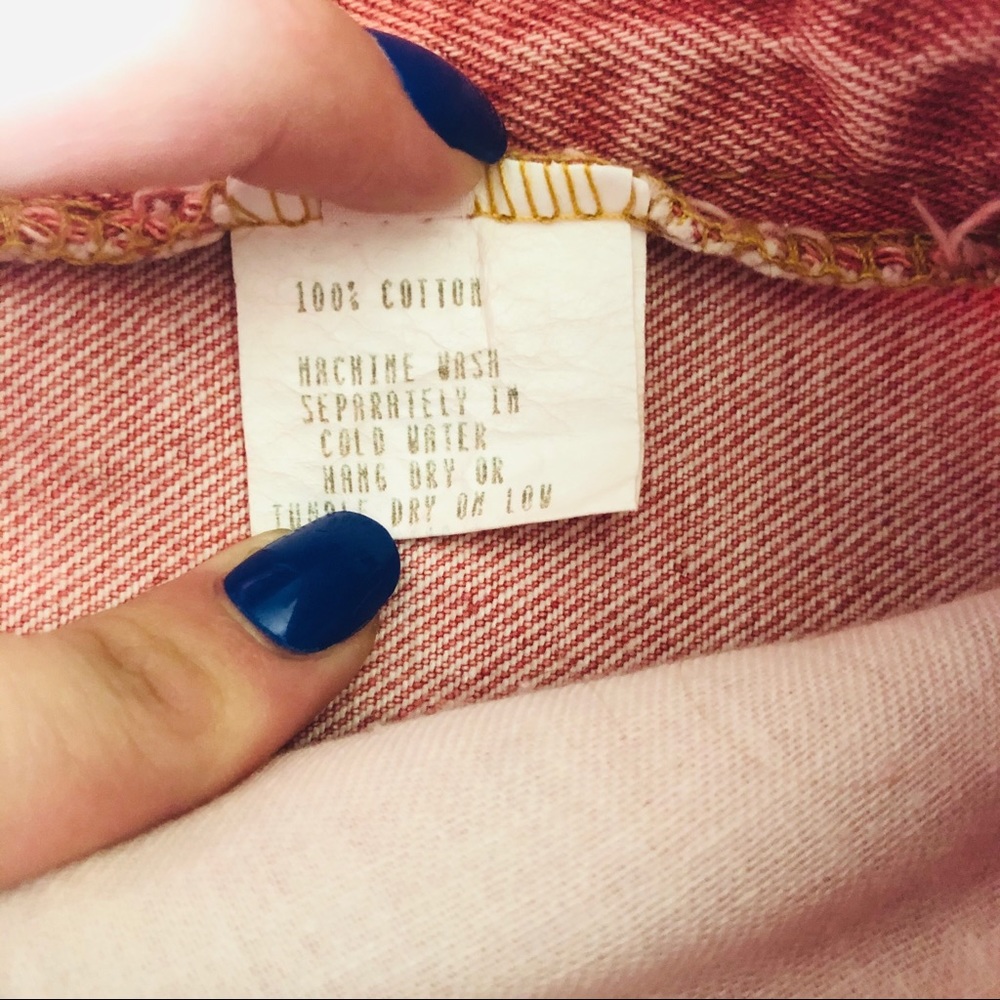 100% COTTON
MACHINE WASH
SEPARATELY IN
COLD WATER
HANG DRY OR
TUMBLE DRY ON LOW